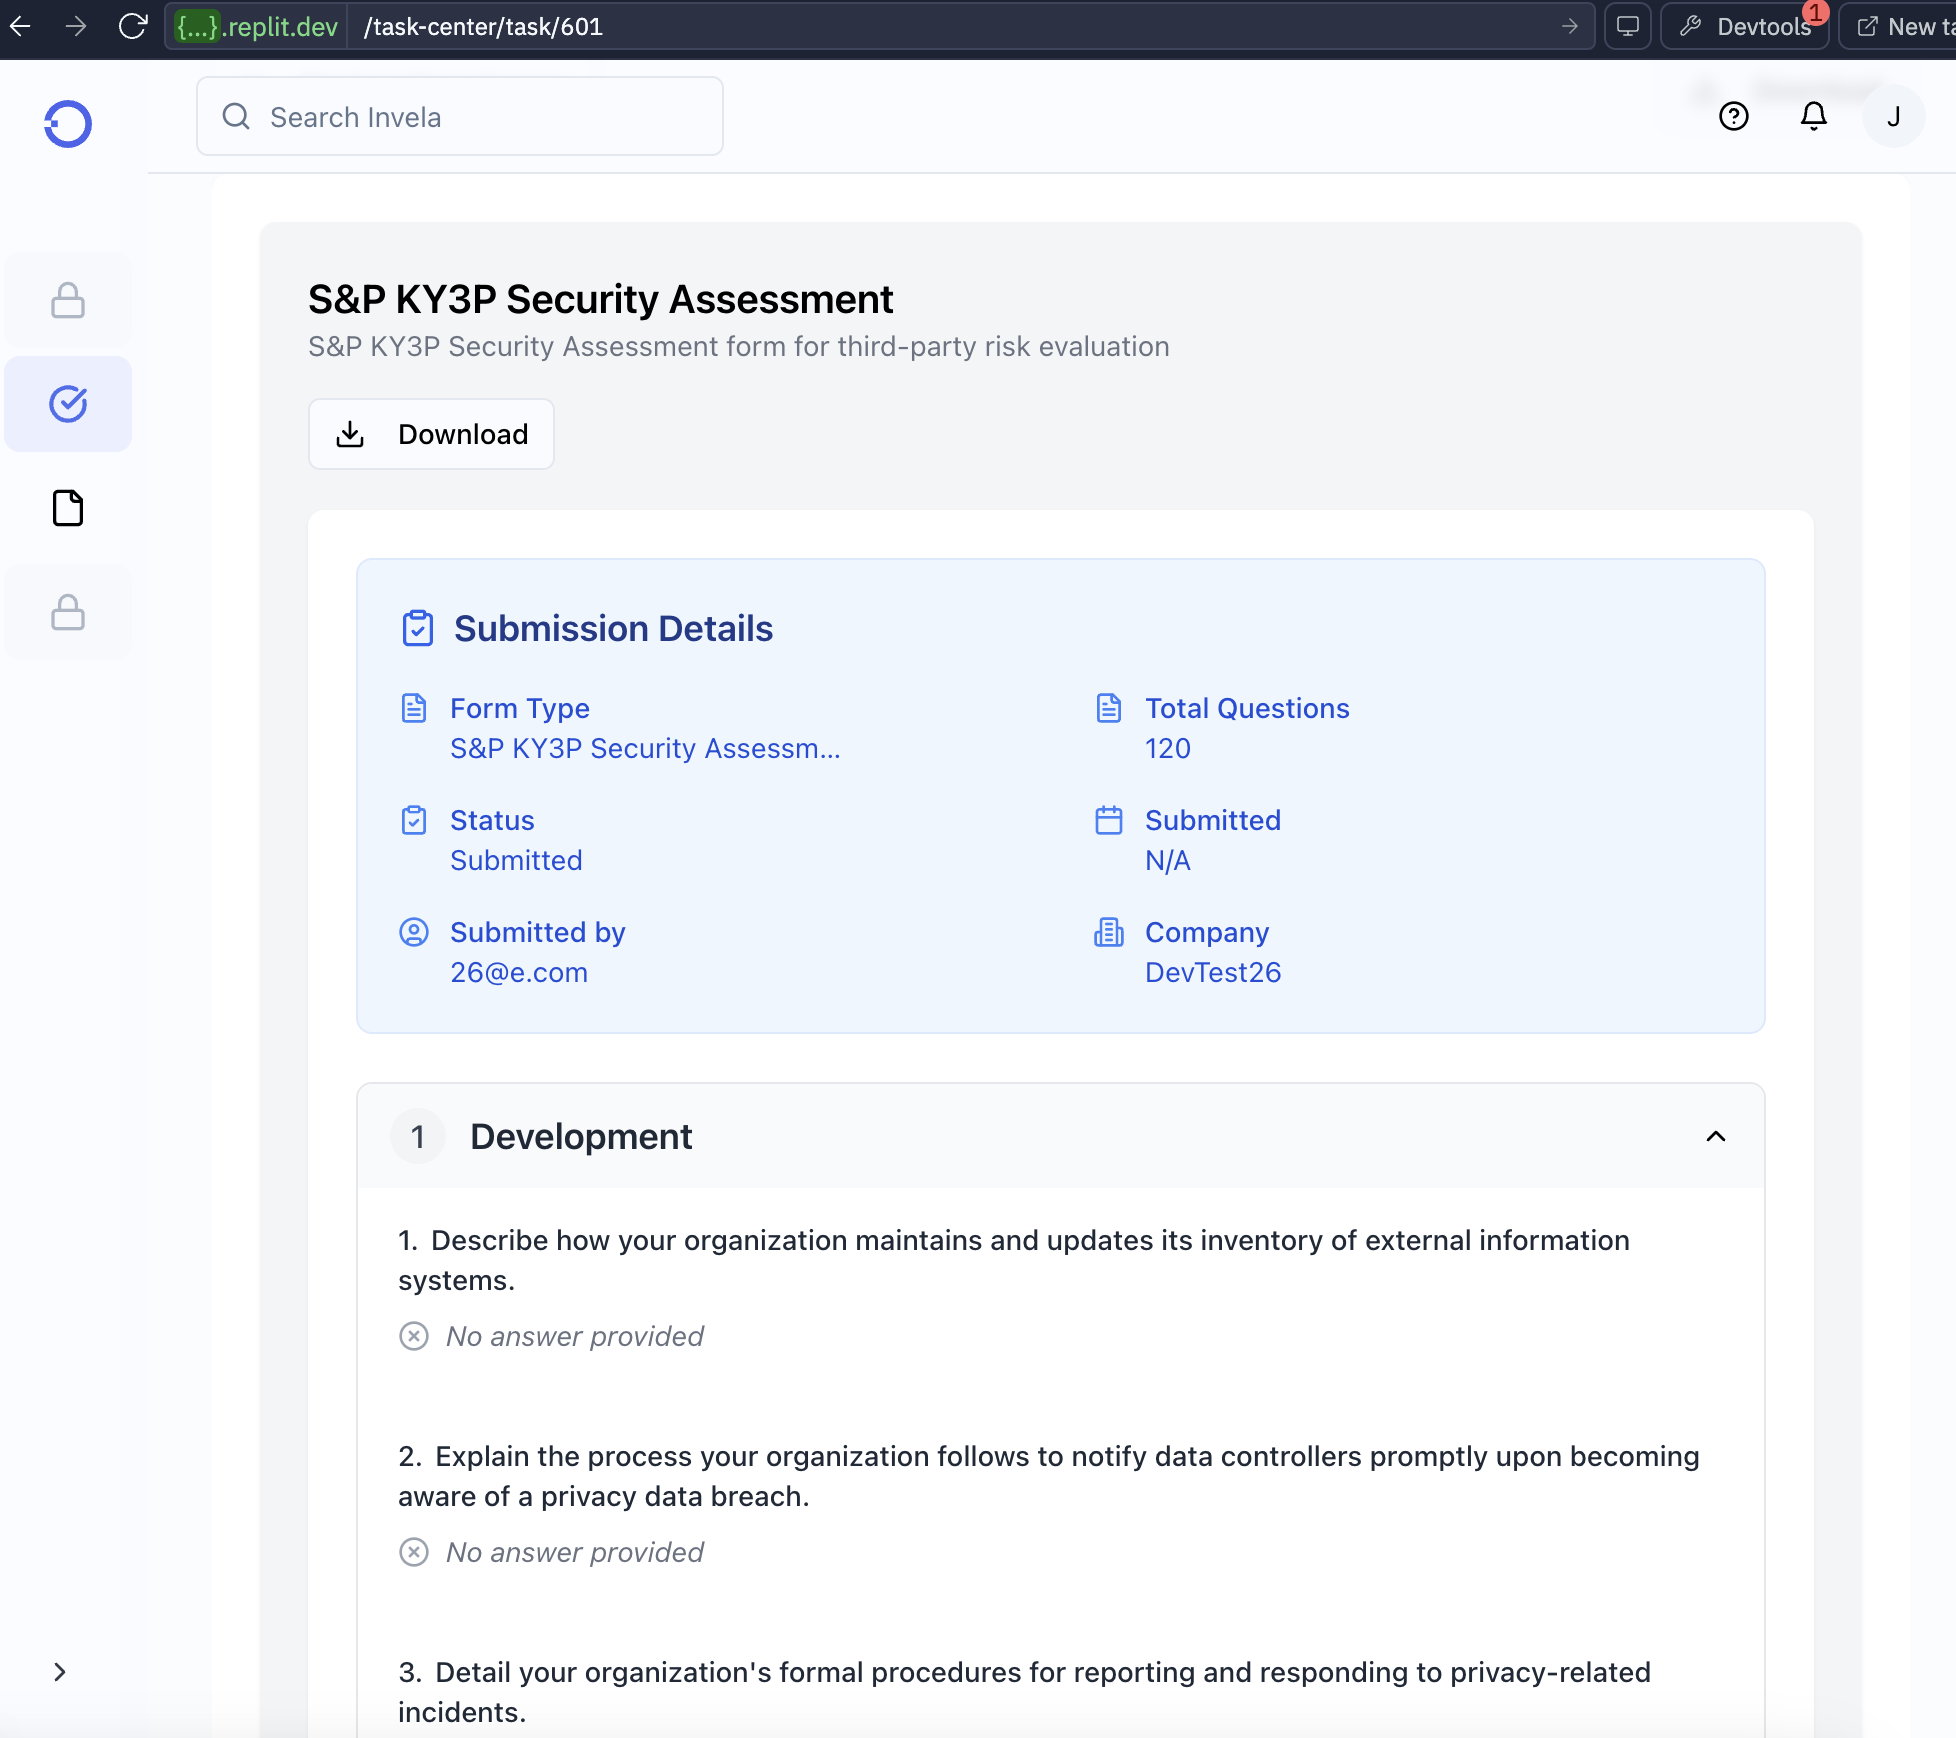 {...}.replit.dev /task-center/task/601 Devtools 1 New ta
Search Invela J
S&P KY3P Security Assessment
S&P KY3P Security Assessment form for third-party risk evaluation
Download
Submission Details
Form Type
S&P KY3P Security Assessm...
Total Questions
120
Status
Submitted
Submitted
N/A
Submitted by
26@e.com
Company
DevTest26
1 Development
1. Describe how your organization maintains and updates its inventory of external information
systems.
No answer provided
2. Explain the process your organization follows to notify data controllers promptly upon becoming
aware of a privacy data breach.
No answer provided
3. Detail your organization's formal procedures for reporting and responding to privacy-related
incidents.